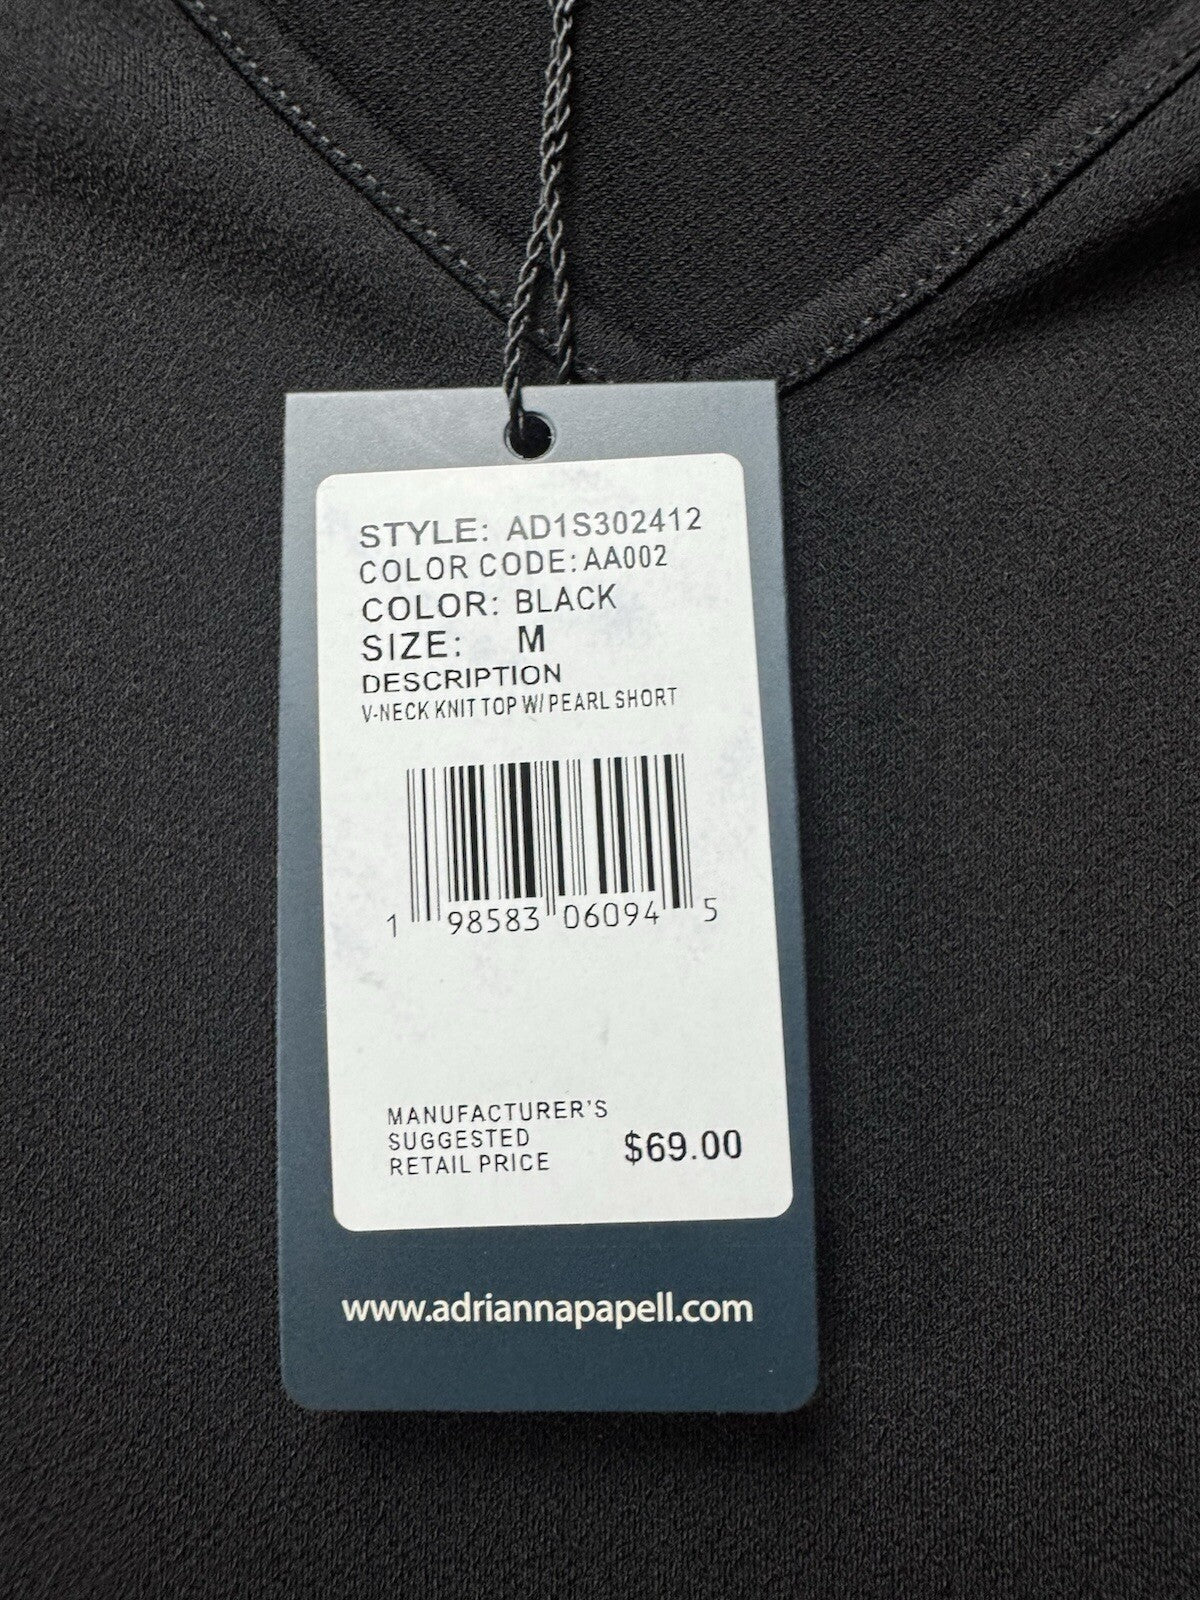 STYLE: AD1S302412
COLOR CODE: AA002
COLOR: BLACK
SIZE: M
DESCRIPTION
V-NECK KNIT TOP W/ PEARL SHORT
1 98583 06094 5
MANUFACTURER'S
SUGGESTED
RETAIL PRICE $69.00
www.adriannapapell.com